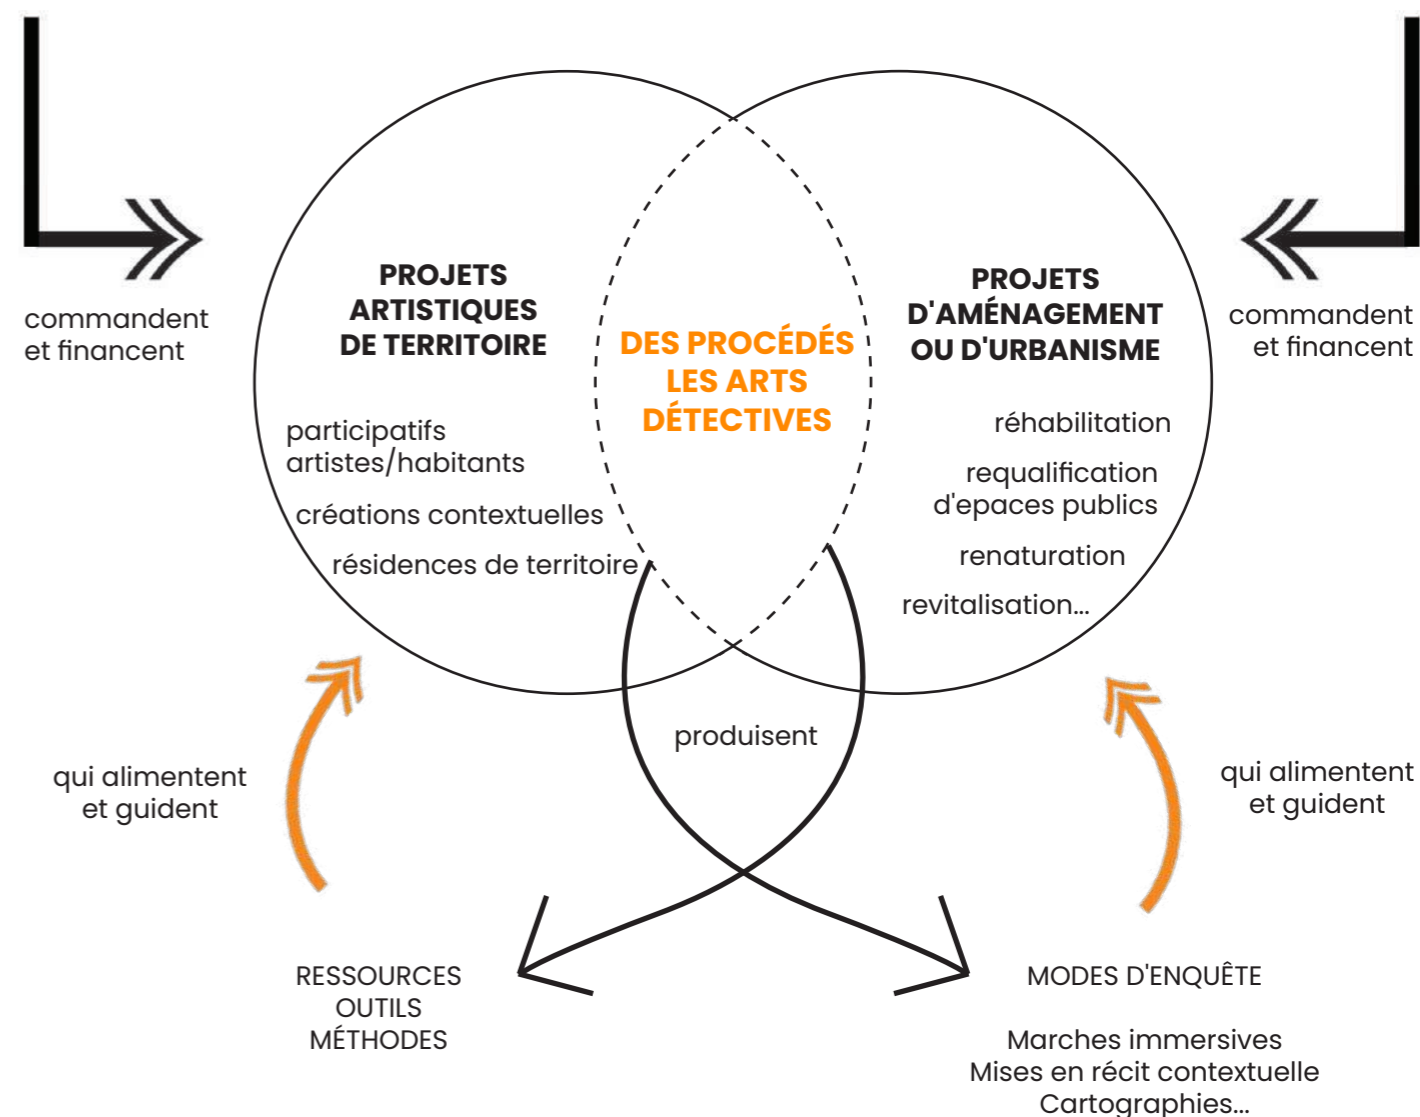 commandent
et financent
PROJETS
ARTISTIQUES
DE TERRITOIRE
participatifs
artistes/habitants
créations contextuelles
résidences de territoire
DES PROCÉDÉS
LES ARTS
DÉTECTIVES
PROJETS
D'AMÉNAGEMENT
OU D'URBANISME
réhabilitation
requalification
d'epaces publics
renaturation
revitalisation...
commandent
et financent
qui alimentent
et guident
produisent
qui alimentent
et guident
RESSOURCES
OUTILS
MÉTHODES
MODES D'ENQUÊTE
Marches immersives
Mises en récit contextuelle
Cartographies...